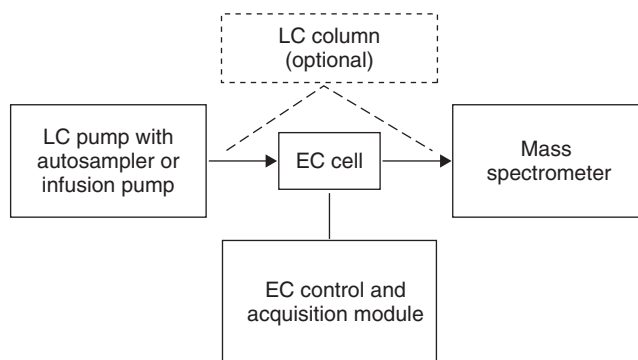 LC column
(optional)
LC pump with
autosampler or
infusion pump
EC cell
Mass
spectrometer
EC control and
acquisition module